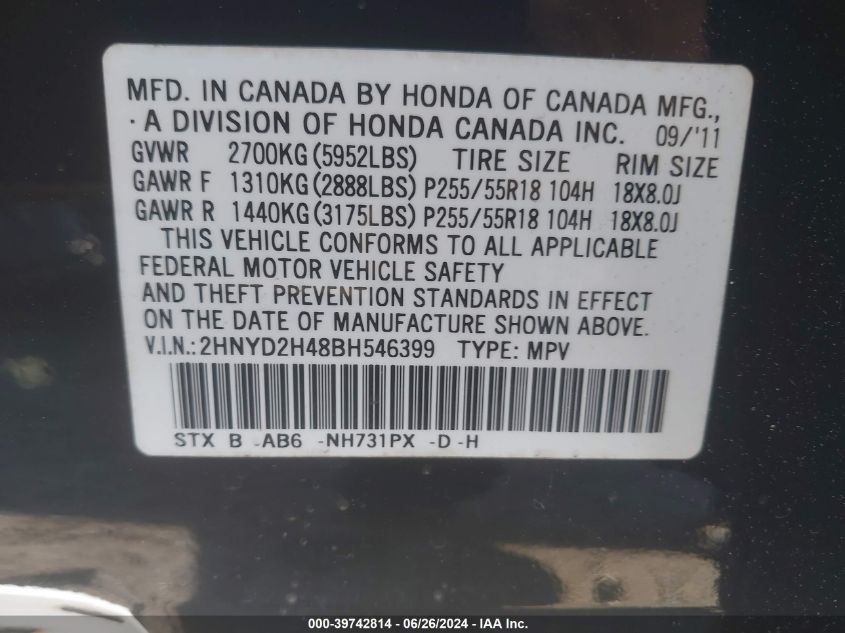 MFD. IN CANADA BY HONDA OF CANADA MFG.,
A DIVISION OF HONDA CANADA INC. 09/'11
GVWR 2700KG(5952LBS) TIRE SIZE RIM SIZE
GAWR F 1310KG(2888LBS) P255/55R18 104H 18X8.0J
GAWR R 1440KG(3175LBS) P255/55R18 104H 18X8.0J
THIS VEHICLE CONFORMS TO ALL APPLICABLE
FEDERAL MOTOR VEHICLE SAFETY
AND THEFT PREVENTION STANDARDS IN EFFECT
ON THE DATE OF MANUFACTURE SHOWN ABOVE.
V.I.N.:2HNYD2H48BH546399 TYPE: MPV
STX B -AB6 -NH731PX -D -H
000-39742814 - 06/26/2024 - IAA Inc.